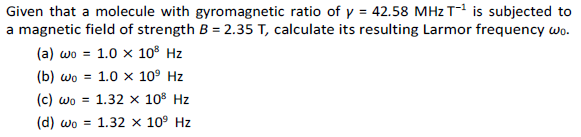 Given that a molecule with gyromagnetic ratio of γ = 42.58 MHz T⁻¹ is subjected to
a magnetic field of strength B = 2.35 T, calculate its resulting Larmor frequency ω₀.
(a) ω₀ = 1.0 × 10⁸ Hz
(b) ω₀ = 1.0 × 10⁹ Hz
(c) ω₀ = 1.32 × 10⁸ Hz
(d) ω₀ = 1.32 × 10⁹ Hz